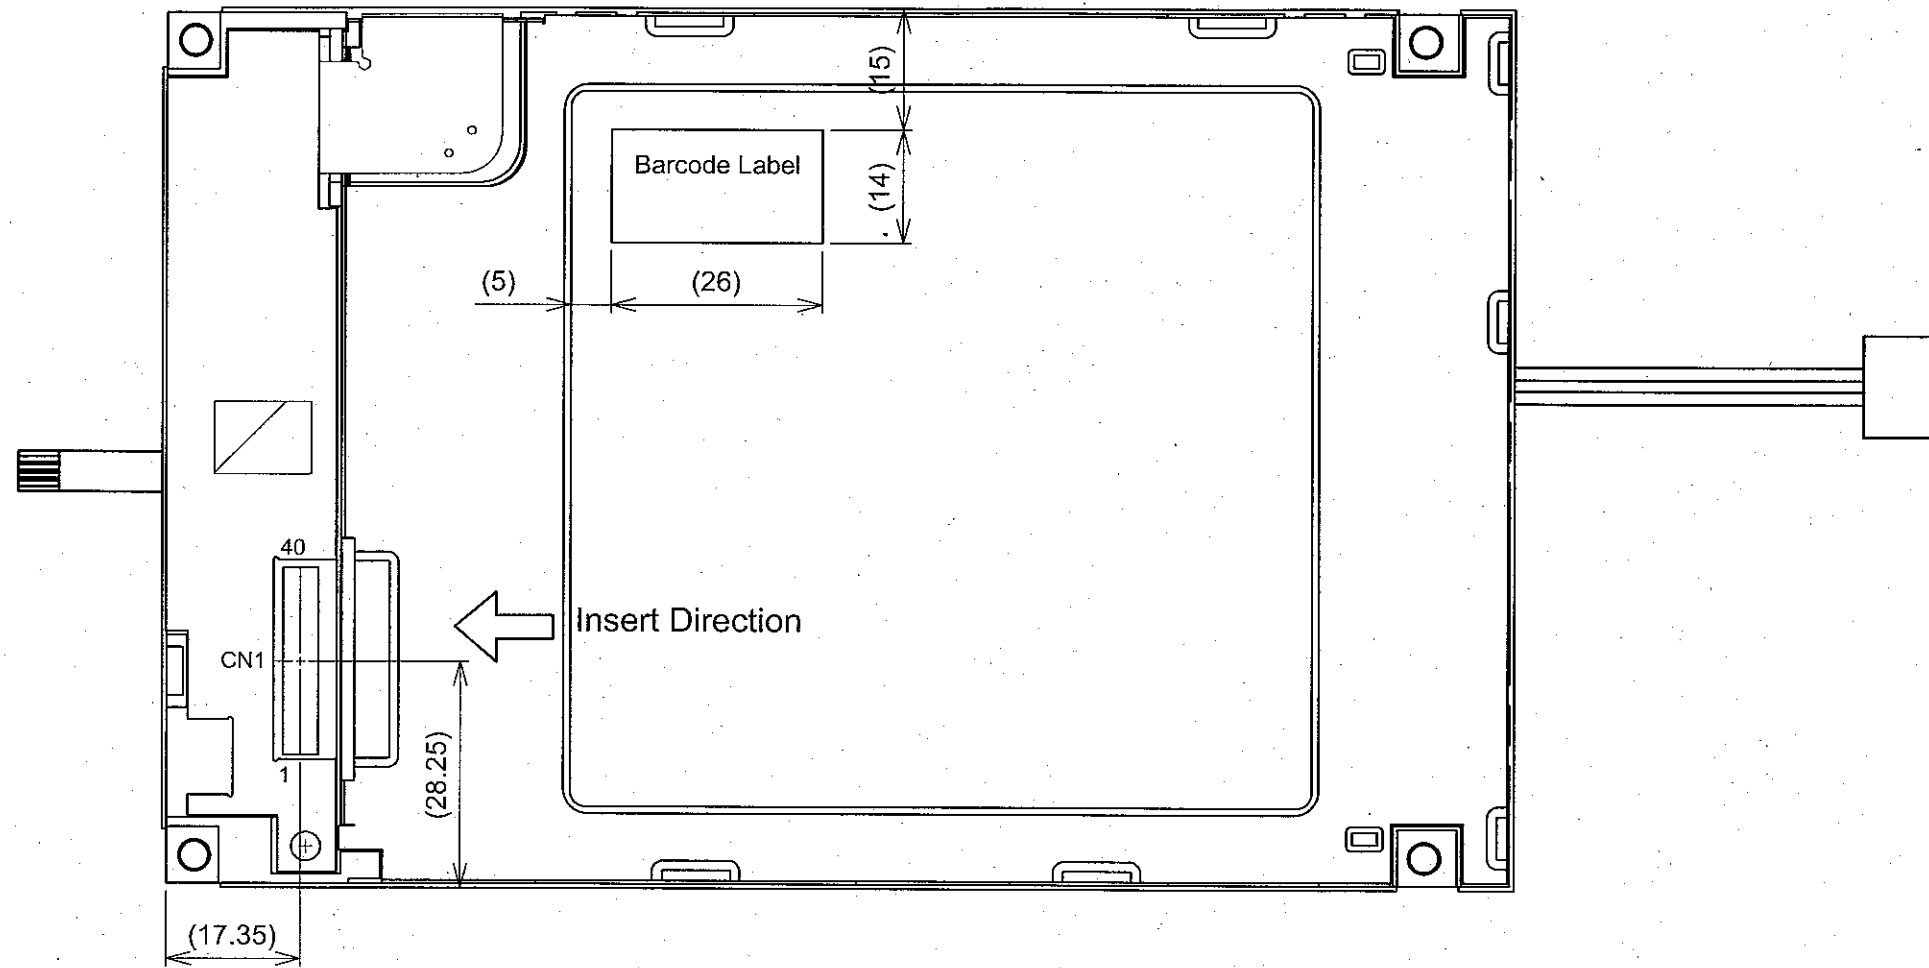 (15)
Barcode Label
(14)
(5)
(26)
40
Insert Direction
CN1
(28.25)
1
(17.35)